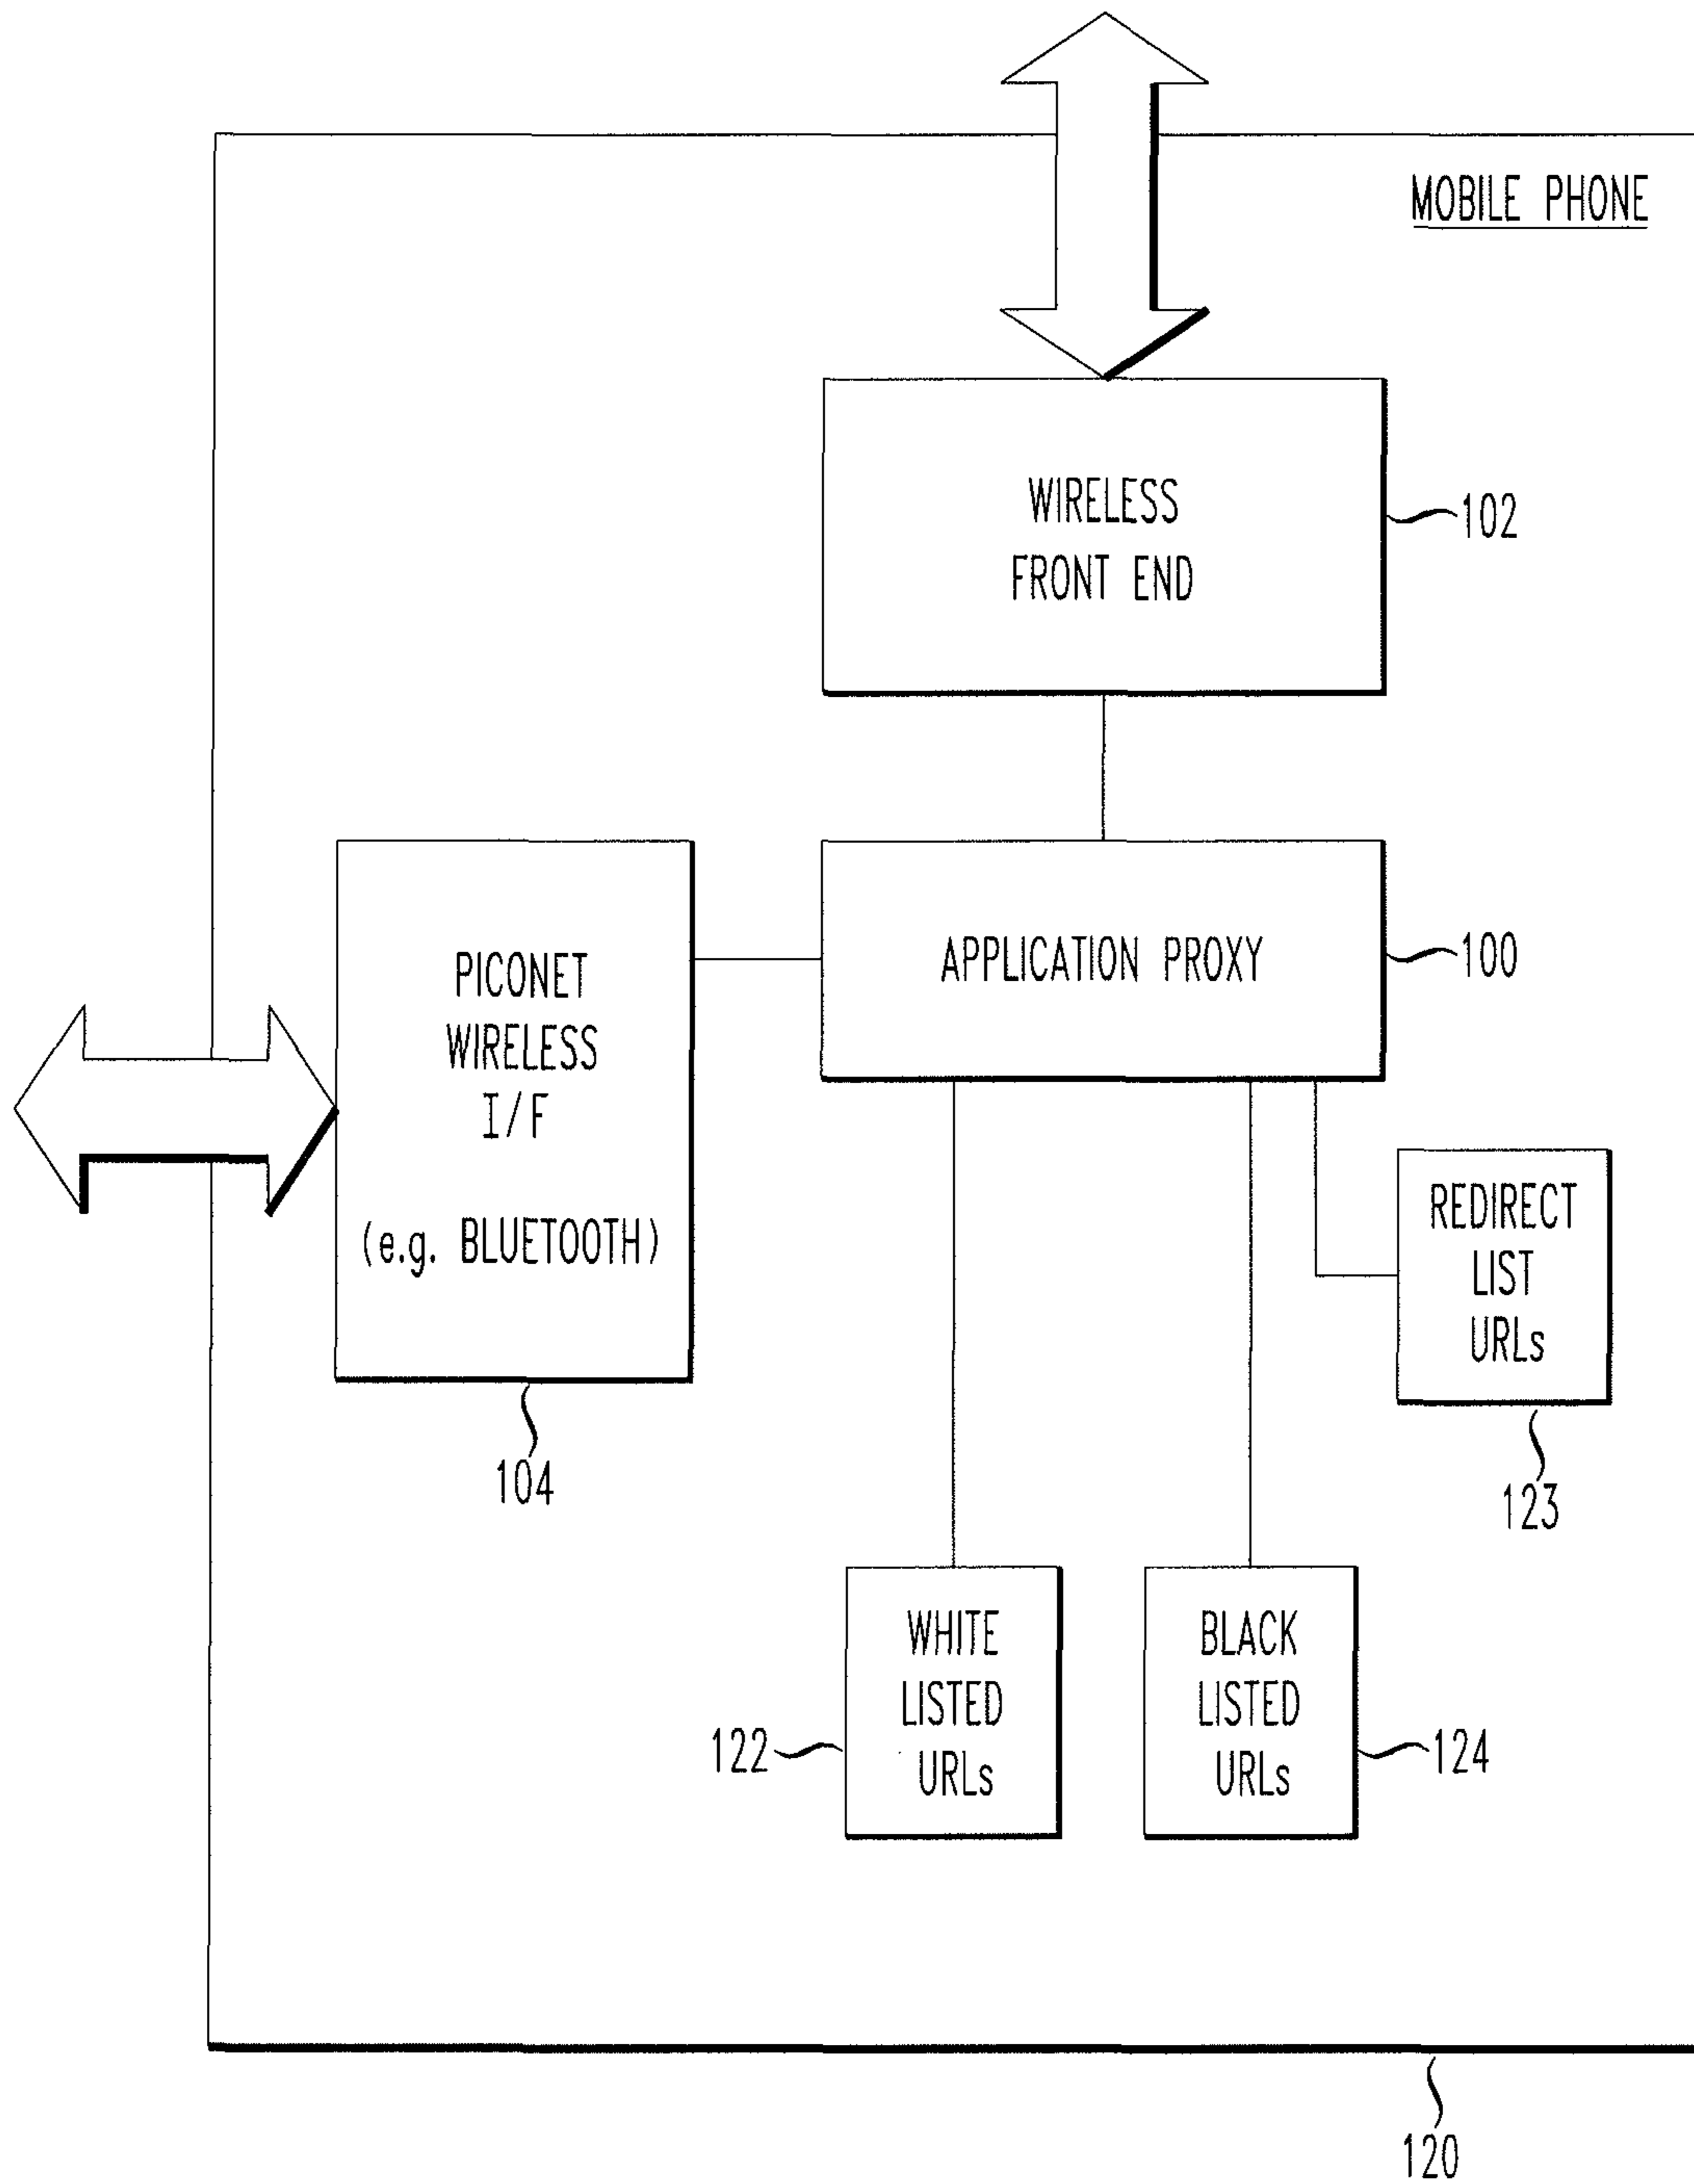 MOBILE PHONE
WIRELESS
FRONT END
102
APPLICATION PROXY
100
PICONET
WIRELESS
I/F
(e.g. BLUETOOTH)
104
REDIRECT
LIST
URLs
123
WHITE
LISTED
URLs
122
BLACK
LISTED
URLs
124
120